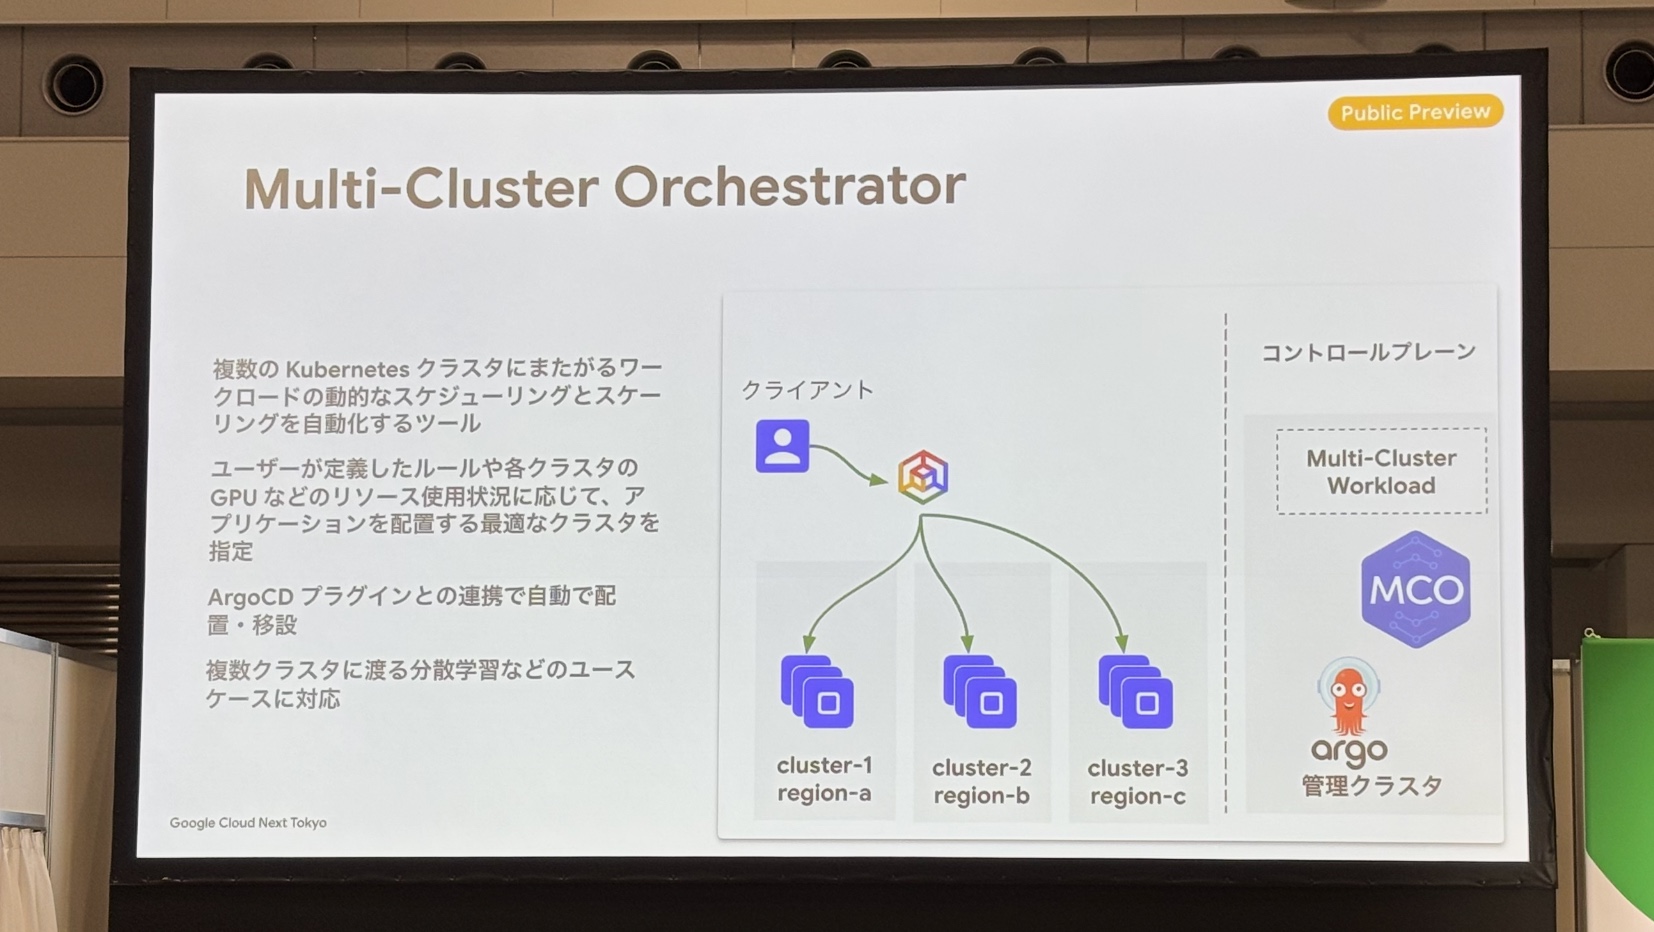 Public Preview
Multi-Cluster Orchestrator
複数の Kubernetes クラスタにまたがるワー
クロードの動的なスケジューリングとスケー
リングを自動化するツール
ユーザーが定義したルールや各クラスタの
GPU などのリソース使用状況に応じて、ア
プリケーションを配置する最適なクラスタを
指定
ArgoCD プラグインとの連携で自動で配
置・移設
複数クラスタに渡る分散学習などのユース
ケースに対応
Google Cloud Next Tokyo
クライアント
cluster-1
region-a
cluster-2
region-b
cluster-3
region-c
コントロールプレーン
Multi-Cluster
Workload
MCO
argo
管理クラスタ